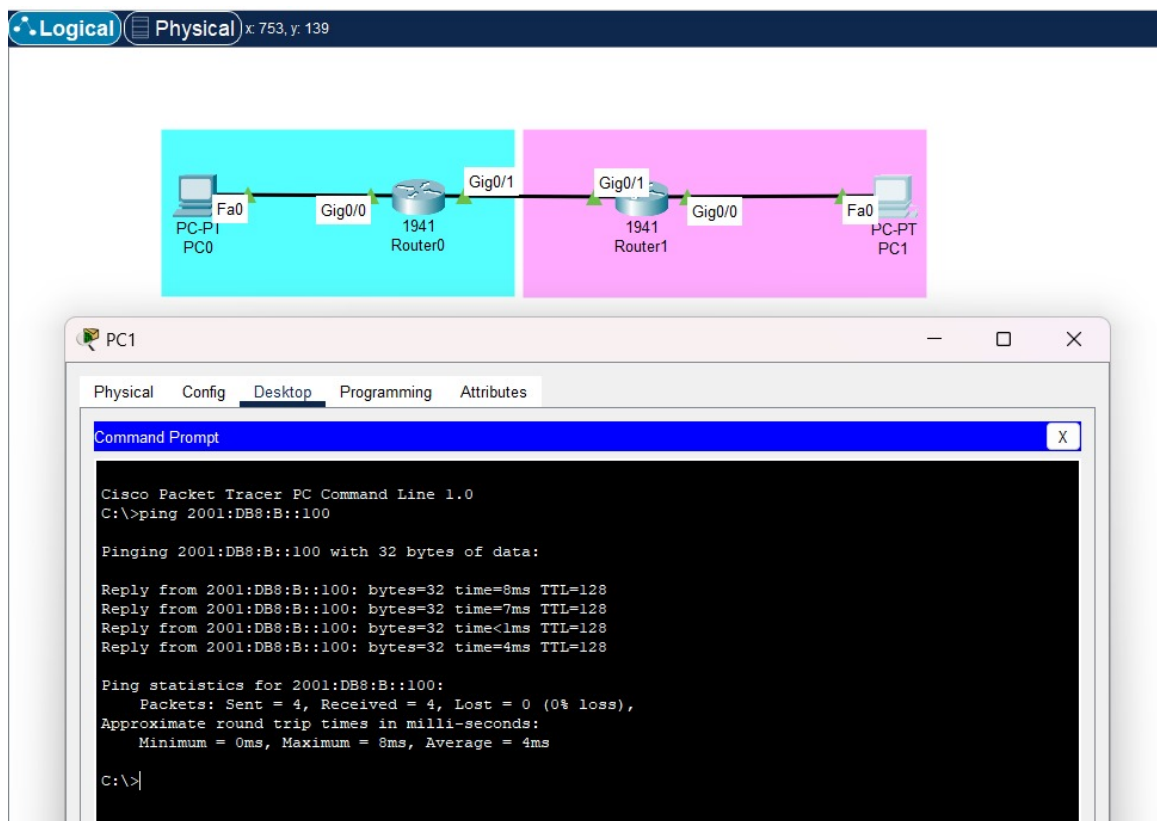 Logical Physical x: 753, y: 139
Gig0/1 Gig0/1
Fa0 Gig0/0 Gig0/0 Fa0
PC-PT 1941 1941 PC-PT
PC0 Router0 Router1 PC1
PC1
Physical Config Desktop Programming Attributes
Command Prompt X
Cisco Packet Tracer PC Command Line 1.0
C:\>ping 2001:DB8:B::100
Pinging 2001:DB8:B::100 with 32 bytes of data:
Reply from 2001:DB8:B::100: bytes=32 time=8ms TTL=128
Reply from 2001:DB8:B::100: bytes=32 time=7ms TTL=128
Reply from 2001:DB8:B::100: bytes=32 time<1ms TTL=128
Reply from 2001:DB8:B::100: bytes=32 time=4ms TTL=128
Ping statistics for 2001:DB8:B::100:
Packets: Sent = 4, Received = 4, Lost = 0 (0% loss),
Approximate round trip times in milli-seconds:
Minimum = 0ms, Maximum = 8ms, Average = 4ms
C:\>